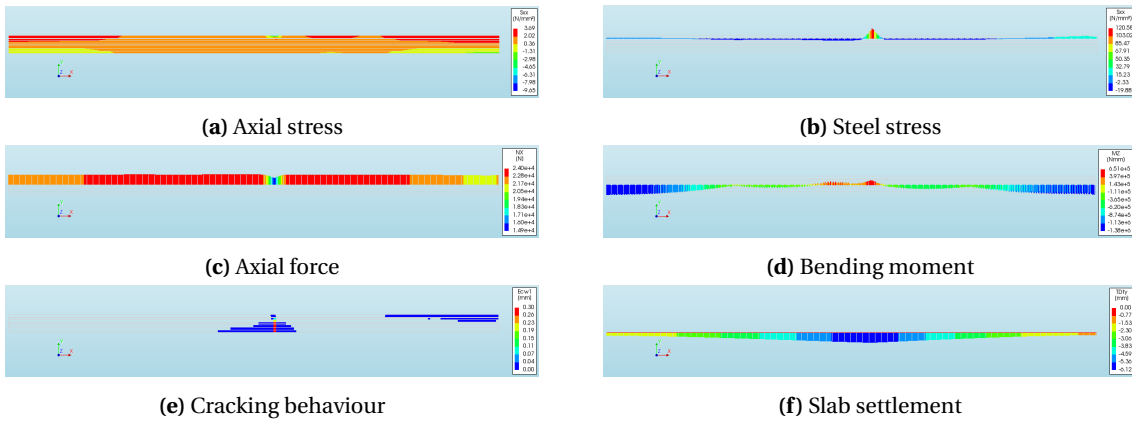 Sxx
(N/mm²)
3.69
2.02
0.36
-1.31
-2.98
-4.65
-6.31
-7.98
-9.65
Y
Z X
(a) Axial stress
Sxx
(N/mm²)
120.58
103.02
85.47
67.91
50.35
32.79
15.23
-2.33
-19.88
Y
Z X
(b) Steel stress
NX
(N)
2.40e+4
2.28e+4
2.17e+4
2.05e+4
1.94e+4
1.83e+4
1.71e+4
1.60e+4
1.49e+4
Y
Z X
(c) Axial force
MZ
(Nmm)
6.51e+5
3.97e+5
1.43e+5
-1.11e+5
-3.65e+5
-6.20e+5
-8.74e+5
-1.13e+6
-1.38e+6
Y
Z X
(d) Bending moment
Ecw1
(mm)
0.30
0.26
0.23
0.19
0.15
0.11
0.07
0.04
0.00
Y
Z X
(e) Cracking behaviour
TDty
(mm)
0.00
-0.77
-1.53
-2.30
-3.06
-3.83
-4.59
-5.36
-6.12
Y
Z X
(f) Slab settlement